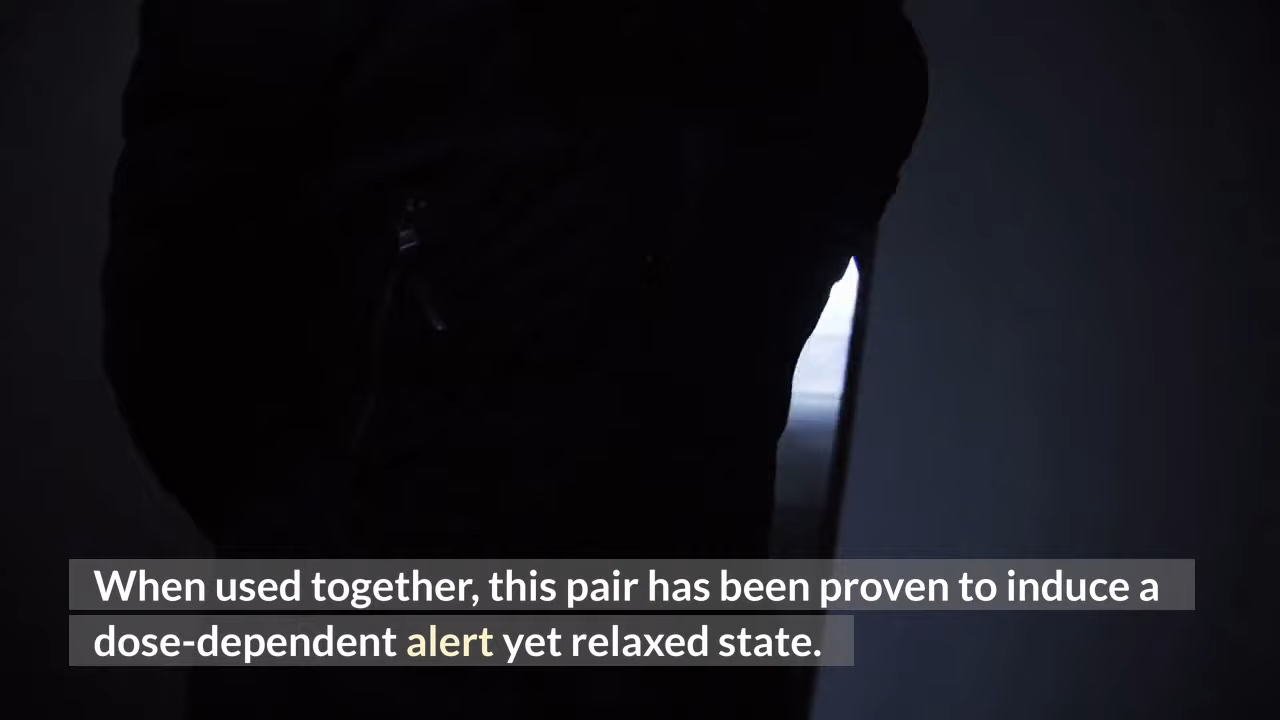 When used together, this pair has been proven to induce a
dose-dependent alert yet relaxed state.